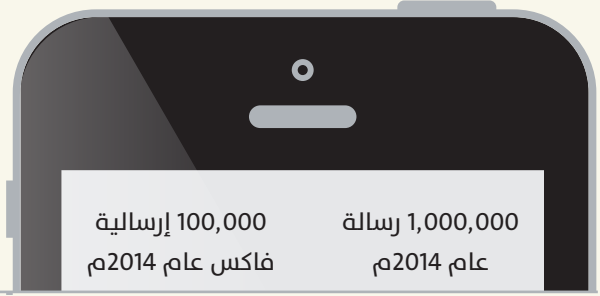 1,000,000 رسالة
عام 2014م
100,000 إرسالية
فاكس عام 2014م